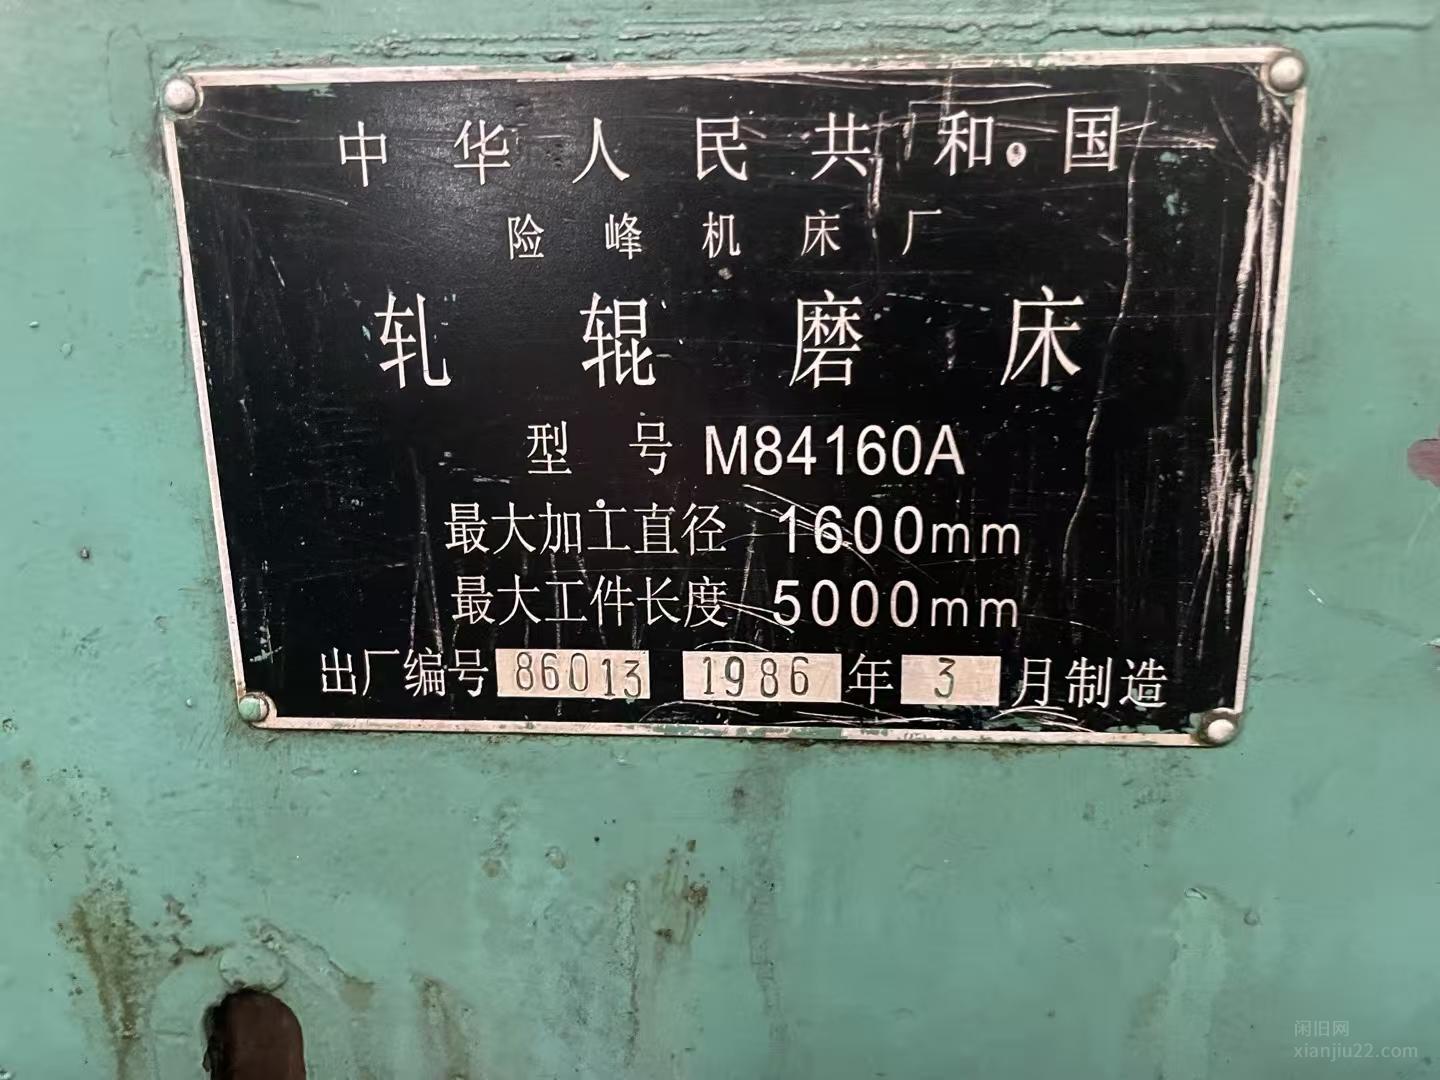 中华人民共和国
险峰机床厂
轧辊磨床
型号 M84160A
最大加工直径 1600mm
最大工件长度 5000mm
出厂编号 86013 1986 年 3 月制造
闲旧网
xianjiu22.com